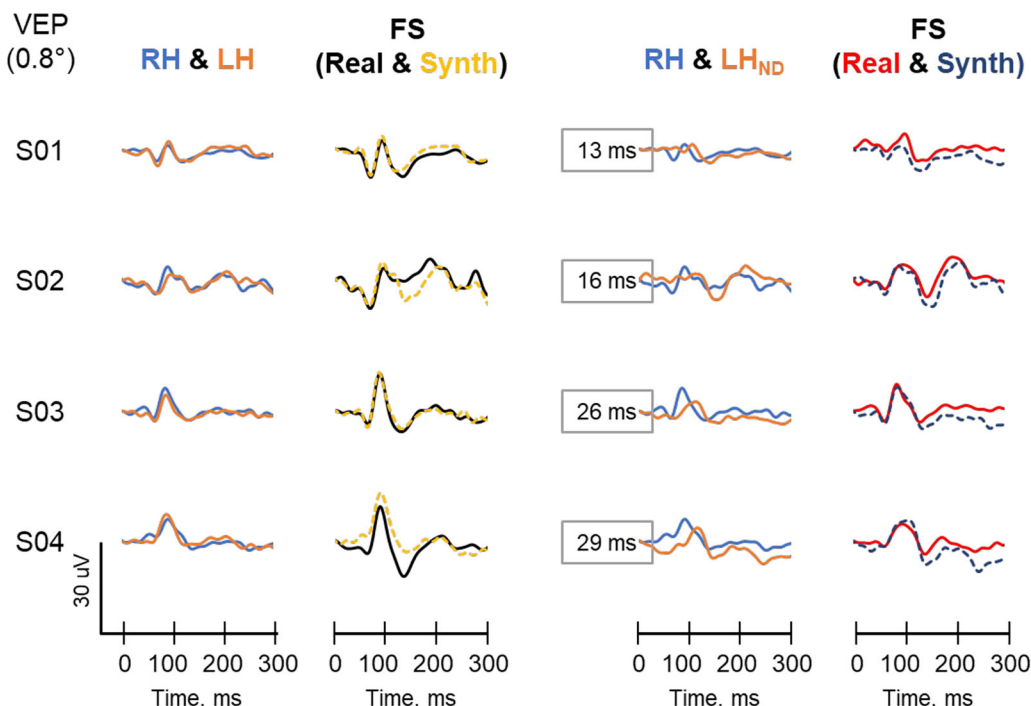 VEP
(0.8°)
RH & LH
FS
(Real & Synth)
RH & LHND
FS
(Real & Synth)
S01
13 ms
S02
16 ms
S03
26 ms
S04
29 ms
30 uV
0 100 200 300
0 100 200 300
0 100 200 300
0 100 200 300
Time, ms
Time, ms
Time, ms
Time, ms